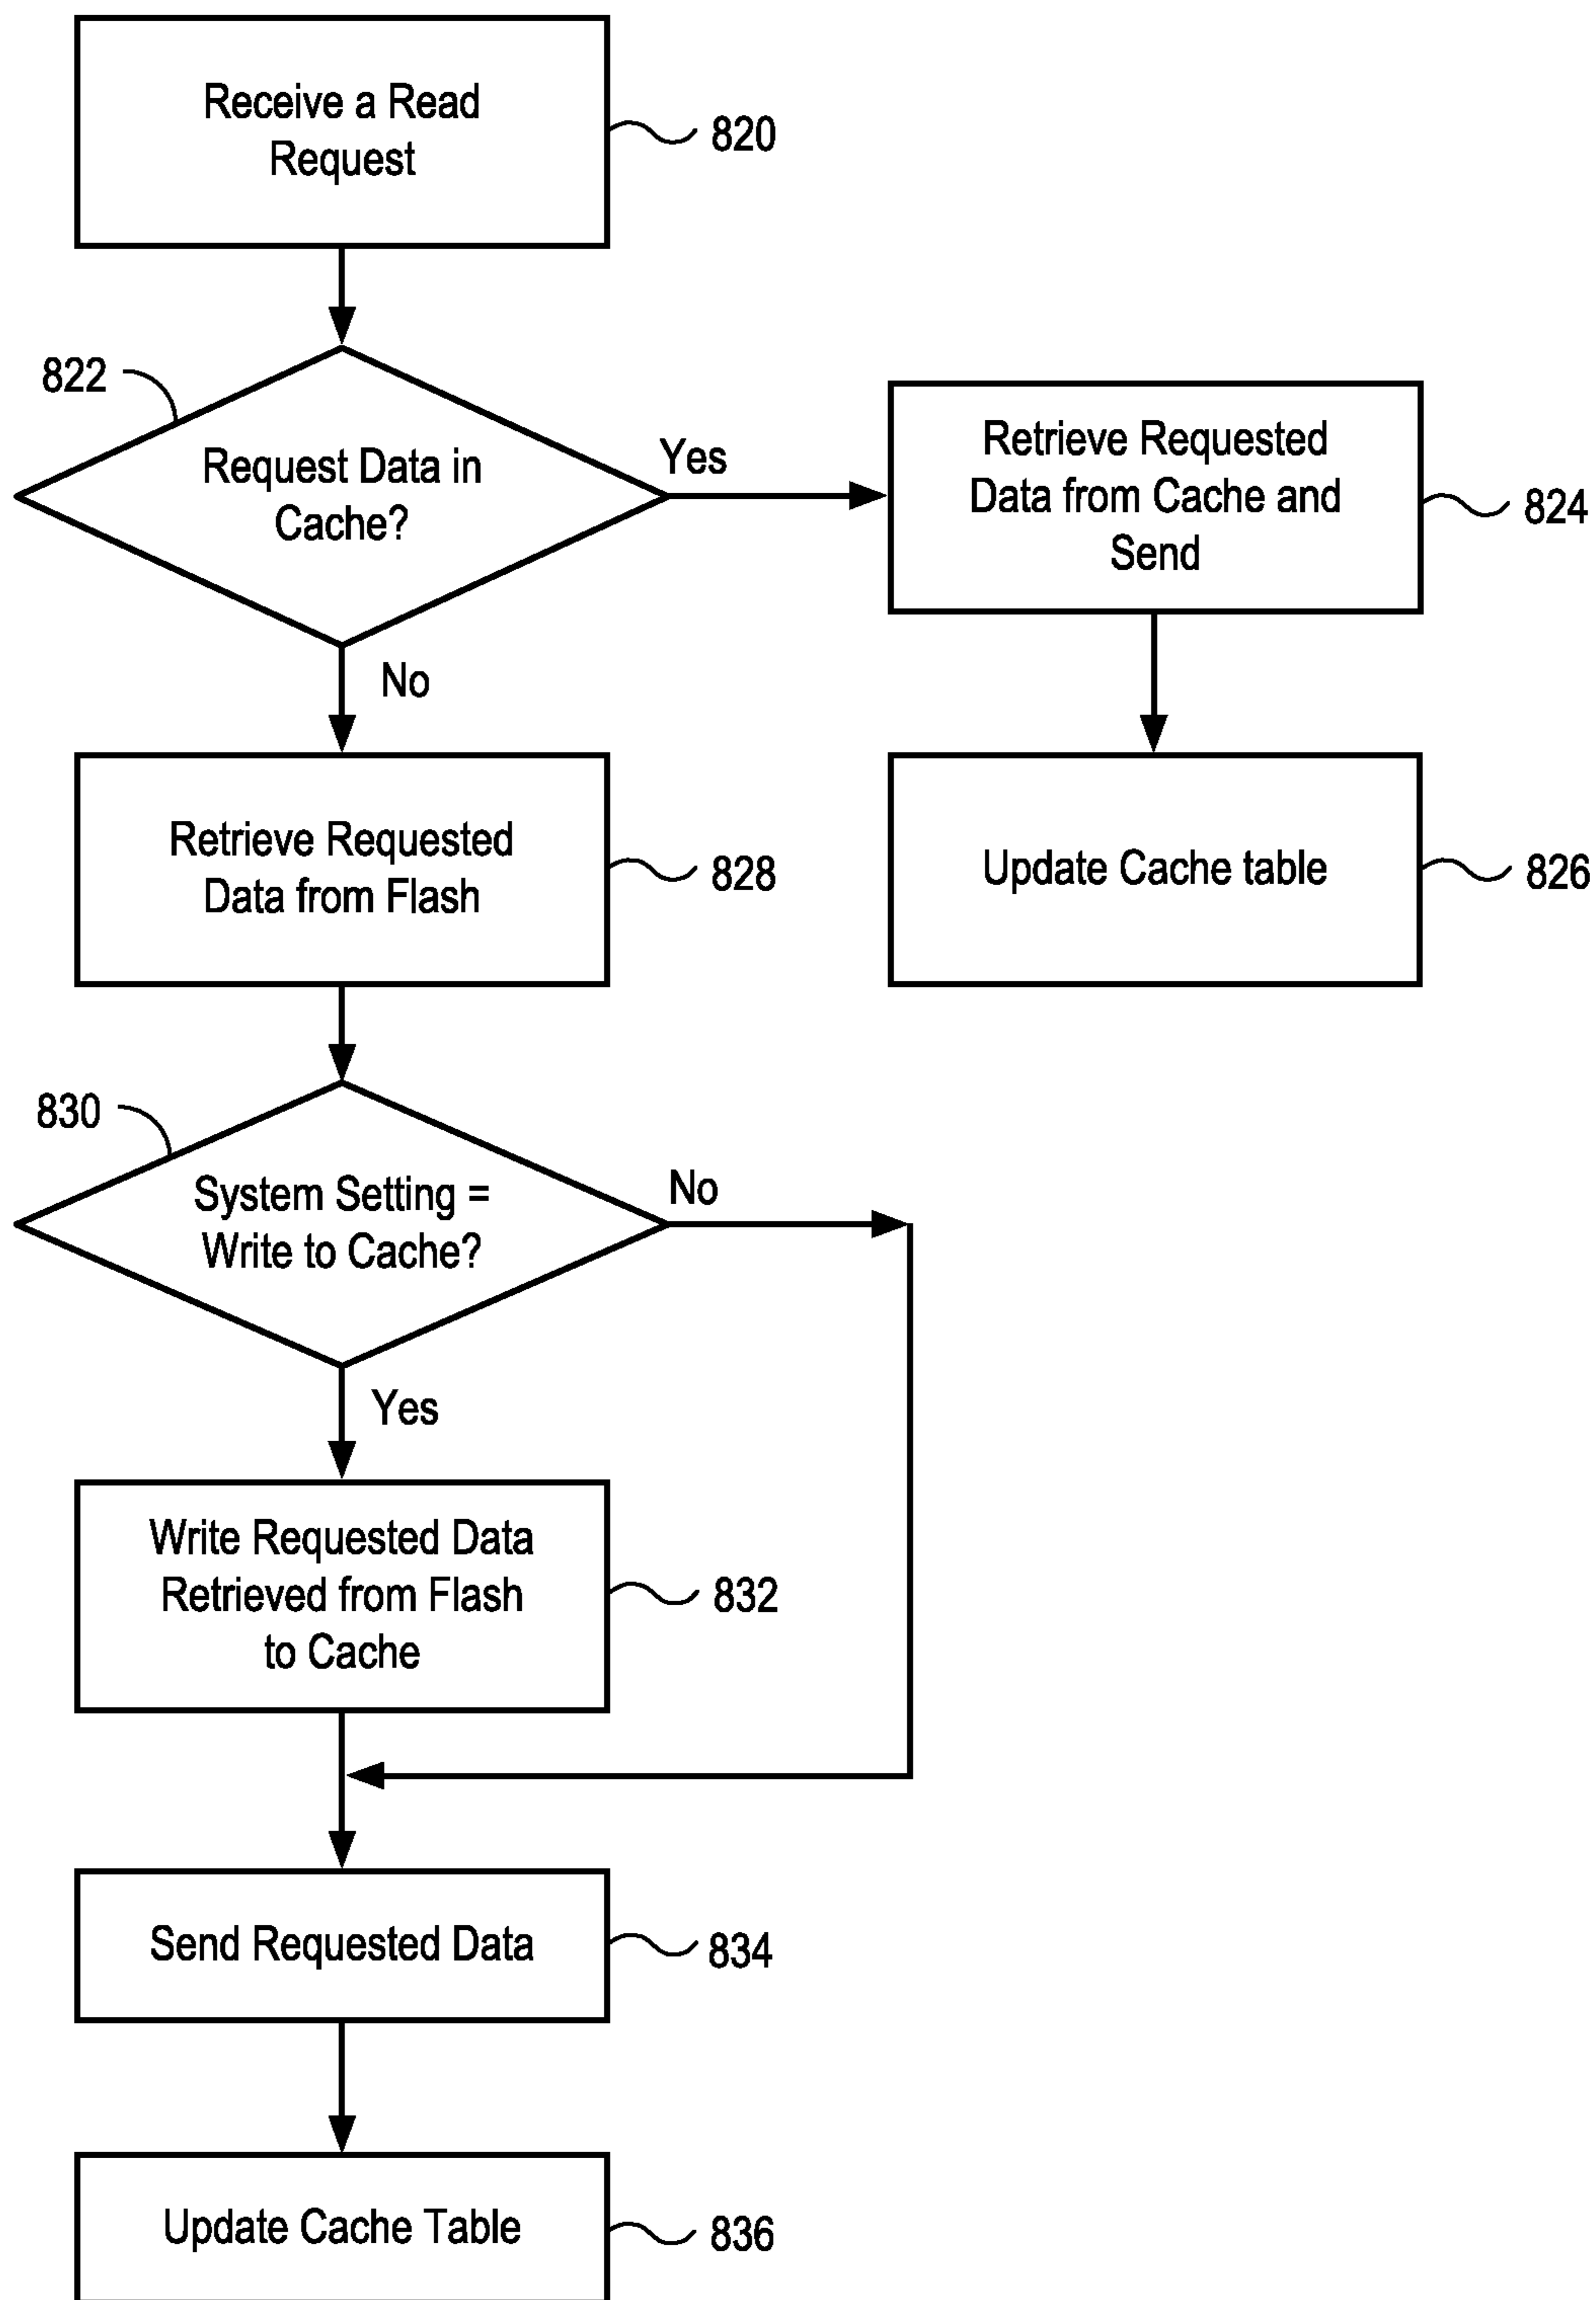 Receive a Read
Request
820
822
Request Data in
Cache?
Yes
Retrieve Requested
Data from Cache and
Send
824
No
Retrieve Requested
Data from Flash
828
Update Cache table
826
830
System Setting =
Write to Cache?
No
Yes
Write Requested Data
Retrieved from Flash
to Cache
832
Send Requested Data
834
Update Cache Table
836